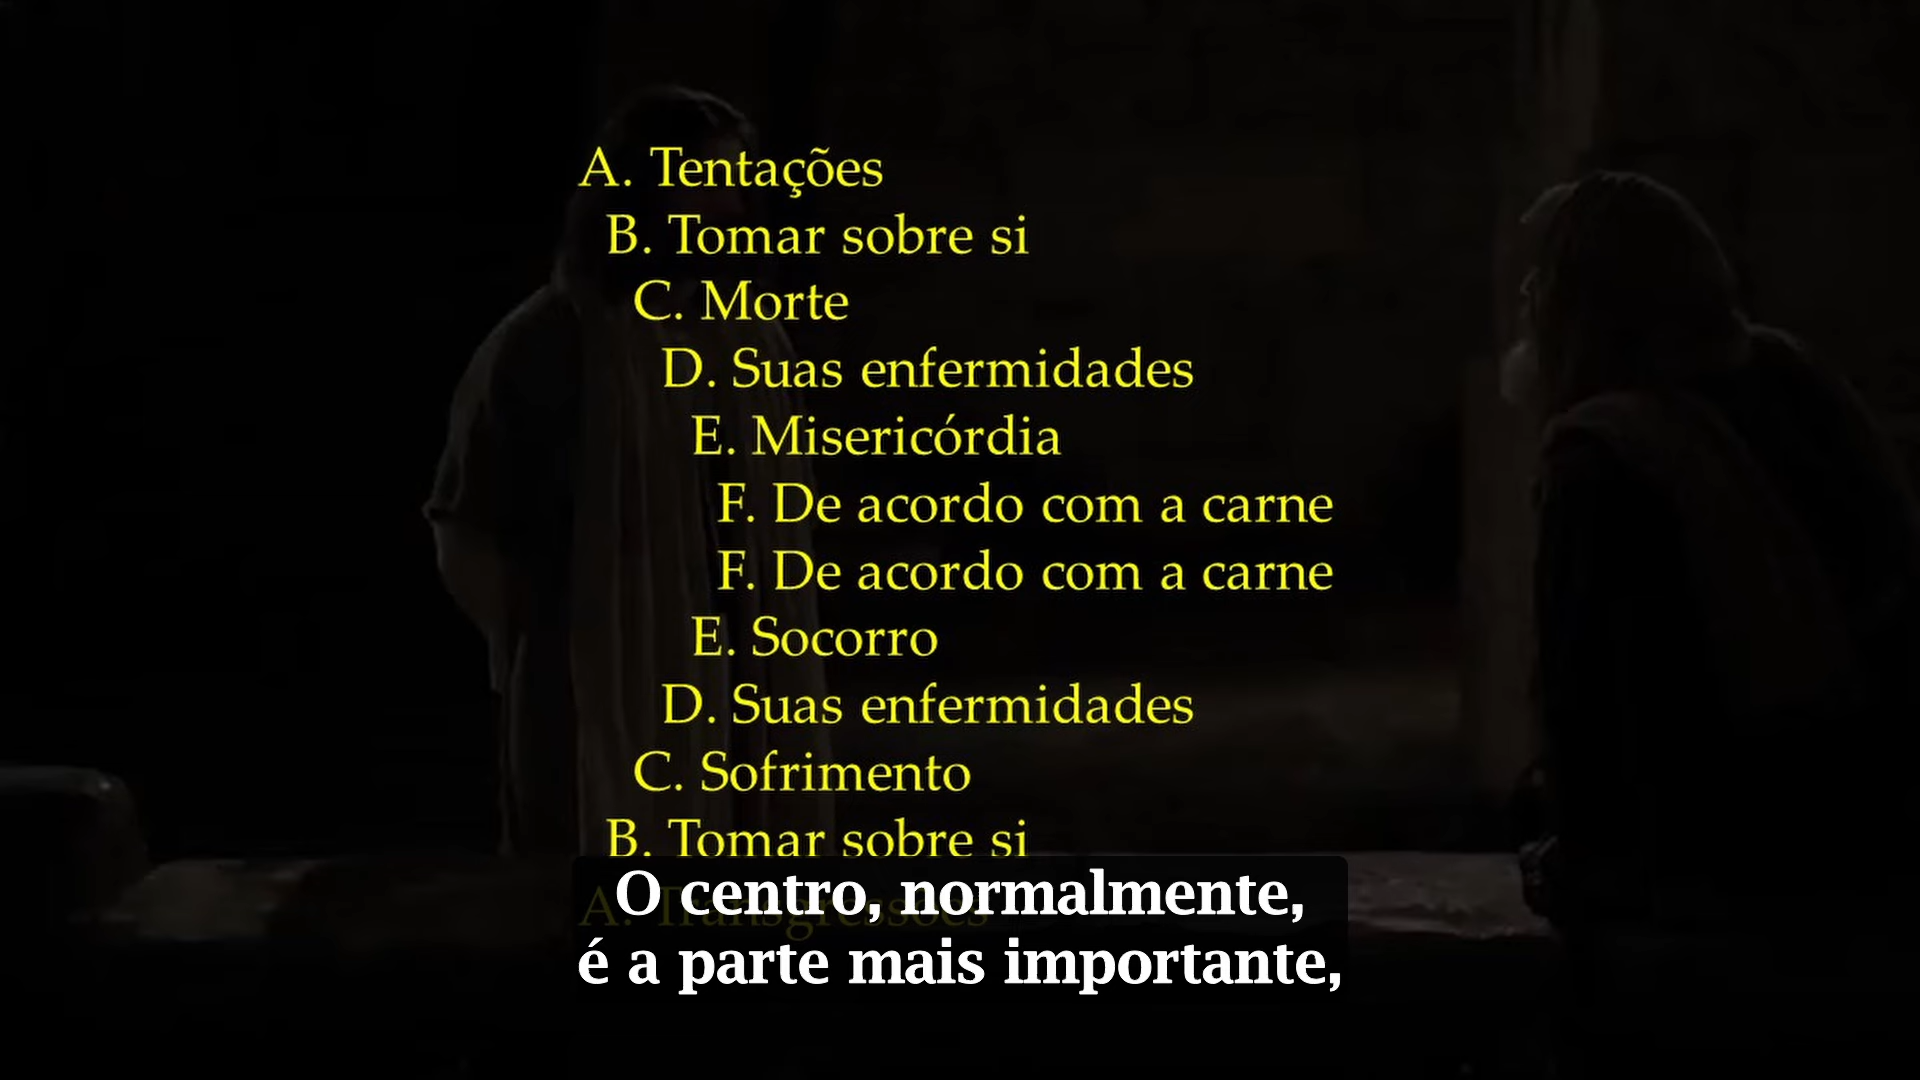 A. Tentações
B. Tomar sobre si
C. Morte
D. Suas enfermidades
E. Misericórdia
F. De acordo com a carne
F. De acordo com a carne
E. Socorro
D. Suas enfermidades
C. Sofrimento
B. Tomar sobre si
A. Transgressões
O centro, normalmente,
é a parte mais importante,